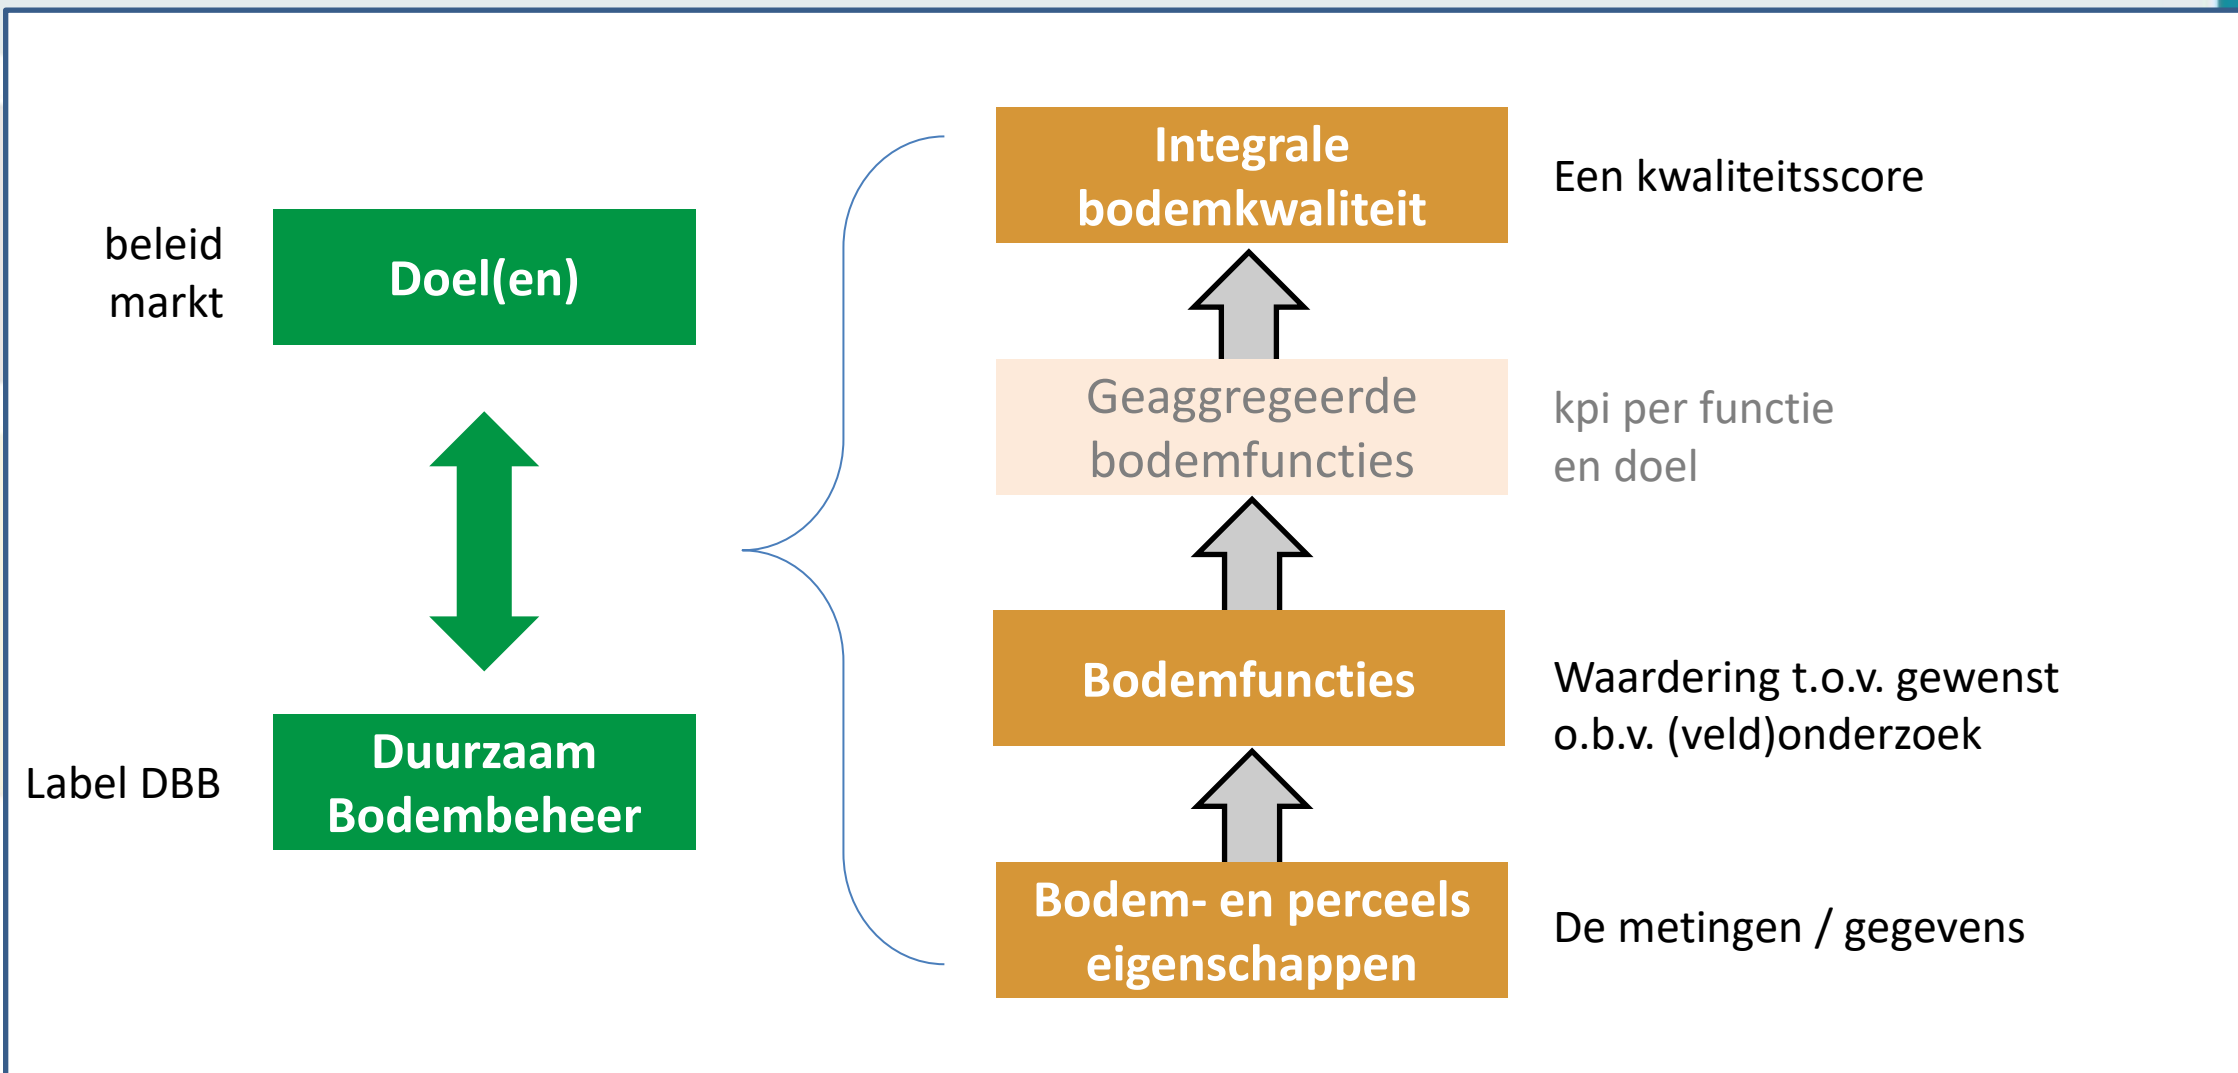 beleid
markt
Doel(en)
Label DBB
Duurzaam
Bodembeheer
Integrale
bodemkwaliteit
Een kwaliteitsscore
Geaggregeerde
bodemfuncties
kpi per functie
en doel
Bodemfuncties
Waardering t.o.v. gewenst
o.b.v. (veld)onderzoek
Bodem- en perceels
eigenschappen
De metingen / gegevens